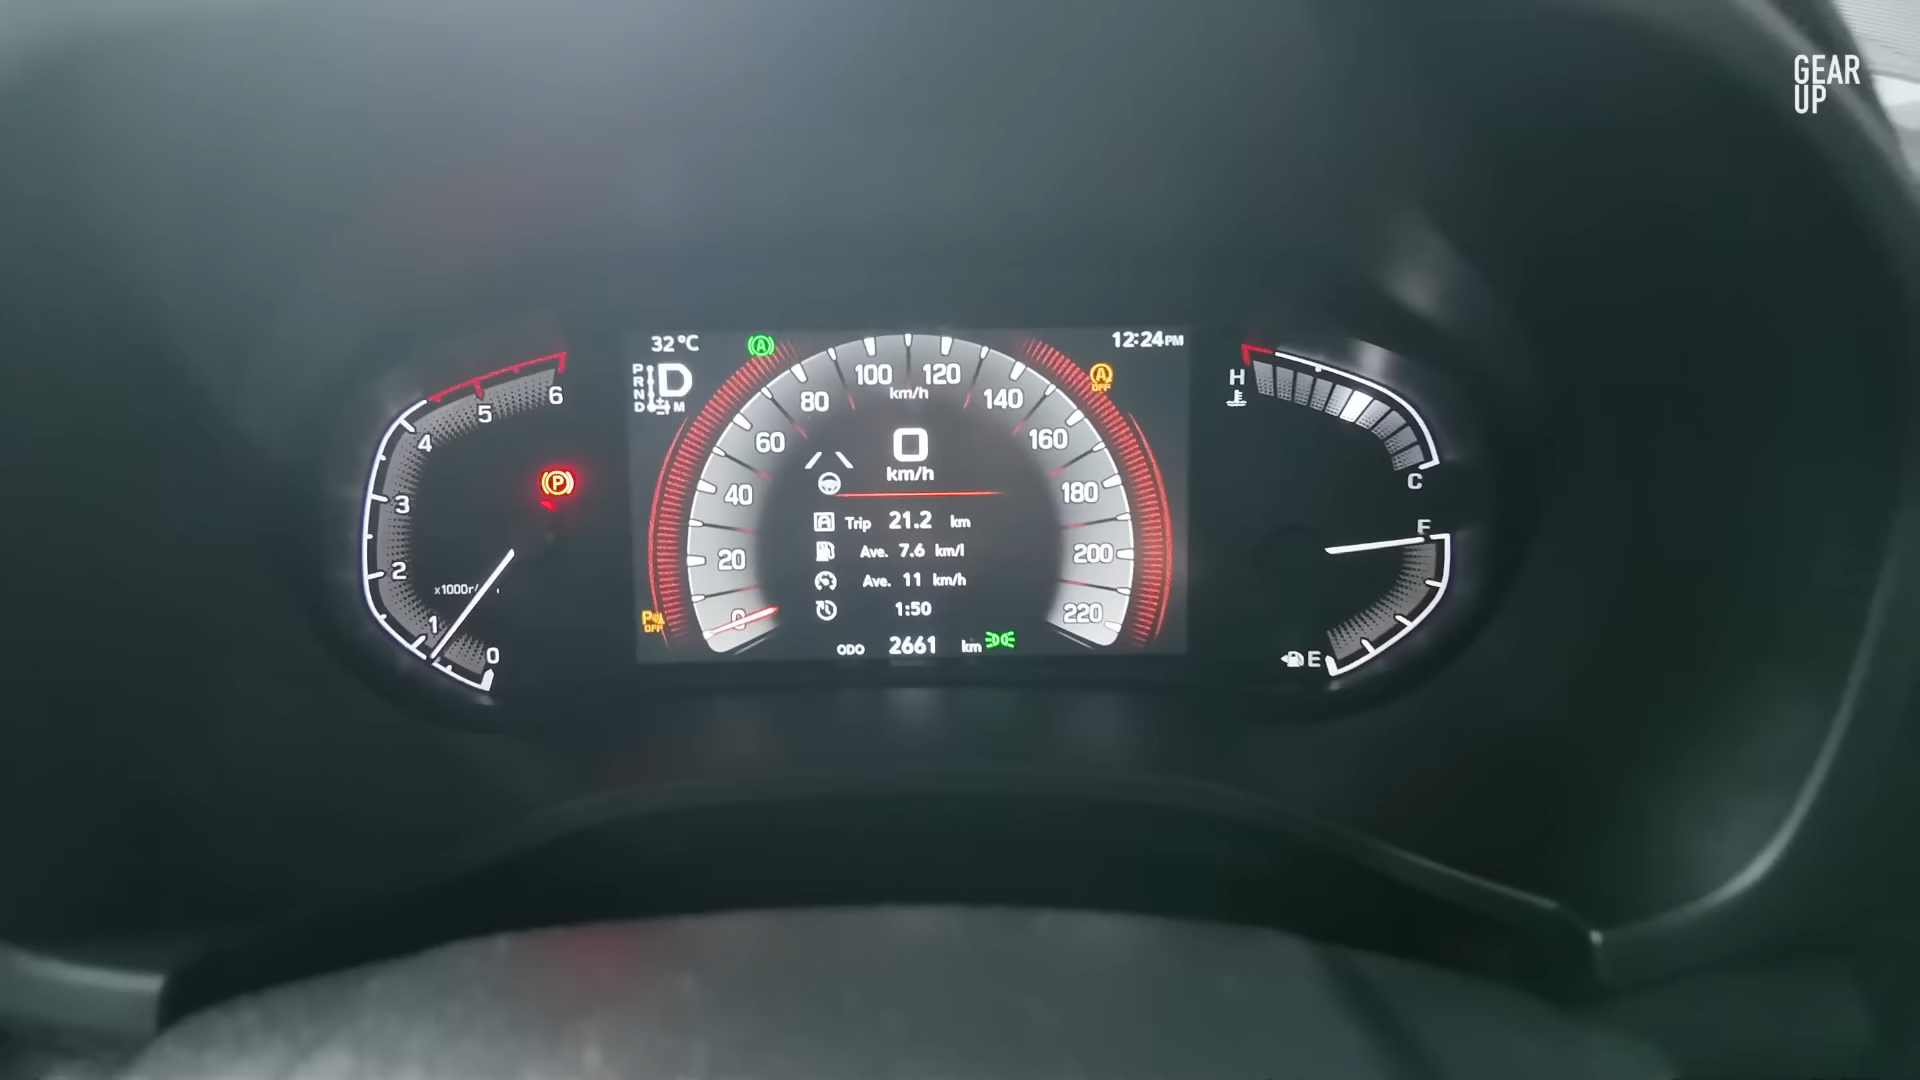 GEAR
UP
32°C
12:24PM
P
R
N
D
D
+
-
M
A
A
OFF
100
120
km/h
80
140
60
160
40
180
20
200
0
220
0
km/h
Trip 21.2 km
Ave. 7.6 km/l
Ave. 11 km/h
1:50
ODO 2661 km
P
OFF
6
5
4
3
2
1
0
x1000r/
P
H
C
F
E